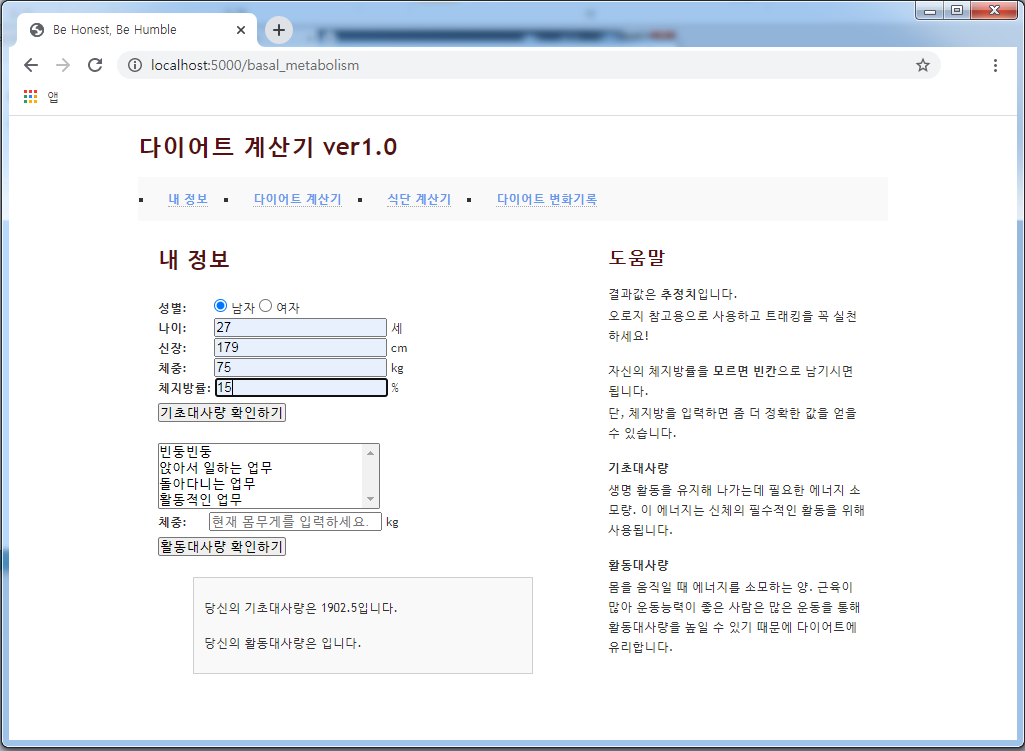 Be Honest, Be Humble
localhost:5000/basal_metabolism
앱
다이어트 계산기 ver1.0
내 정보
다이어트 계산기
식단 계산기
다이어트 변화기록
내 정보
성별: 남자 여자
나이: 27 세
신장: 179 cm
체중: 75 kg
체지방률: 15 %
기초대사량 확인하기
빈둥빈둥
앉아서 일하는 업무
돌아다니는 업무
활동적인 업무
체중: 현재 몸무게를 입력하세요. kg
활동대사량 확인하기
당신의 기초대사량은 1902.5입니다.
당신의 활동대사량은 입니다.
도움말
결과값은 추정치입니다.
오로지 참고용으로 사용하고 트래킹을 꼭 실천
하세요!
자신의 체지방률을 모르면 빈칸으로 남기시면
됩니다.
단, 체지방을 입력하면 좀 더 정확한 값을 얻을
수 있습니다.
기초대사량
생명 활동을 유지해 나가는데 필요한 에너지 소
모량. 이 에너지는 신체의 필수적인 활동을 위해
사용됩니다.
활동대사량
몸을 움직일 때 에너지를 소모하는 양. 근육이
많아 운동능력이 좋은 사람은 많은 운동을 통해
활동대사량을 높일 수 있기 때문에 다이어트에
유리합니다.